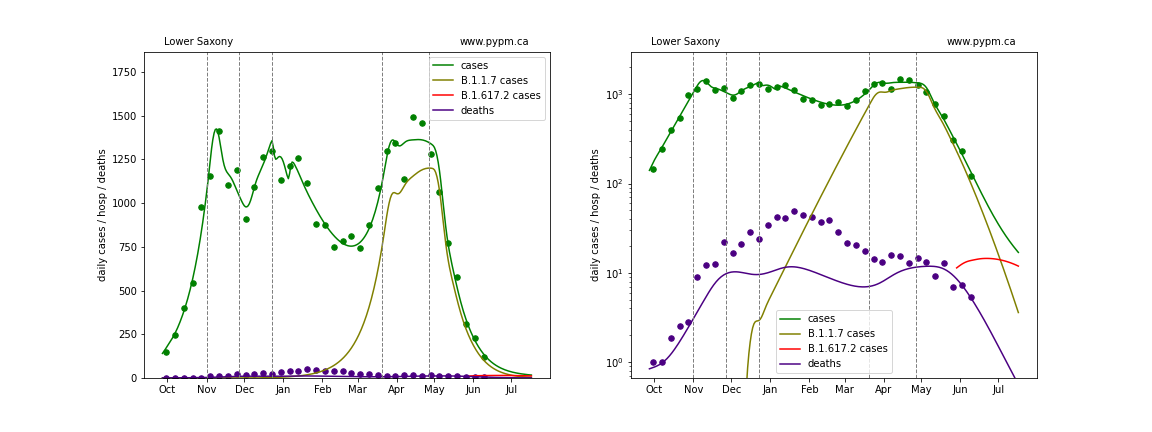 Lower Saxony www.pypm.ca
daily cases / hosp / deaths
1750
1500
1250
1000
750
500
250
0
cases
B.1.1.7 cases
B.1.617.2 cases
deaths
Oct Nov Dec Jan Feb Mar Apr May Jun Jul
Lower Saxony www.pypm.ca
daily cases / hosp / deaths
10³
10²
10¹
10⁰
cases
B.1.1.7 cases
B.1.617.2 cases
deaths
Oct Nov Dec Jan Feb Mar Apr May Jun Jul